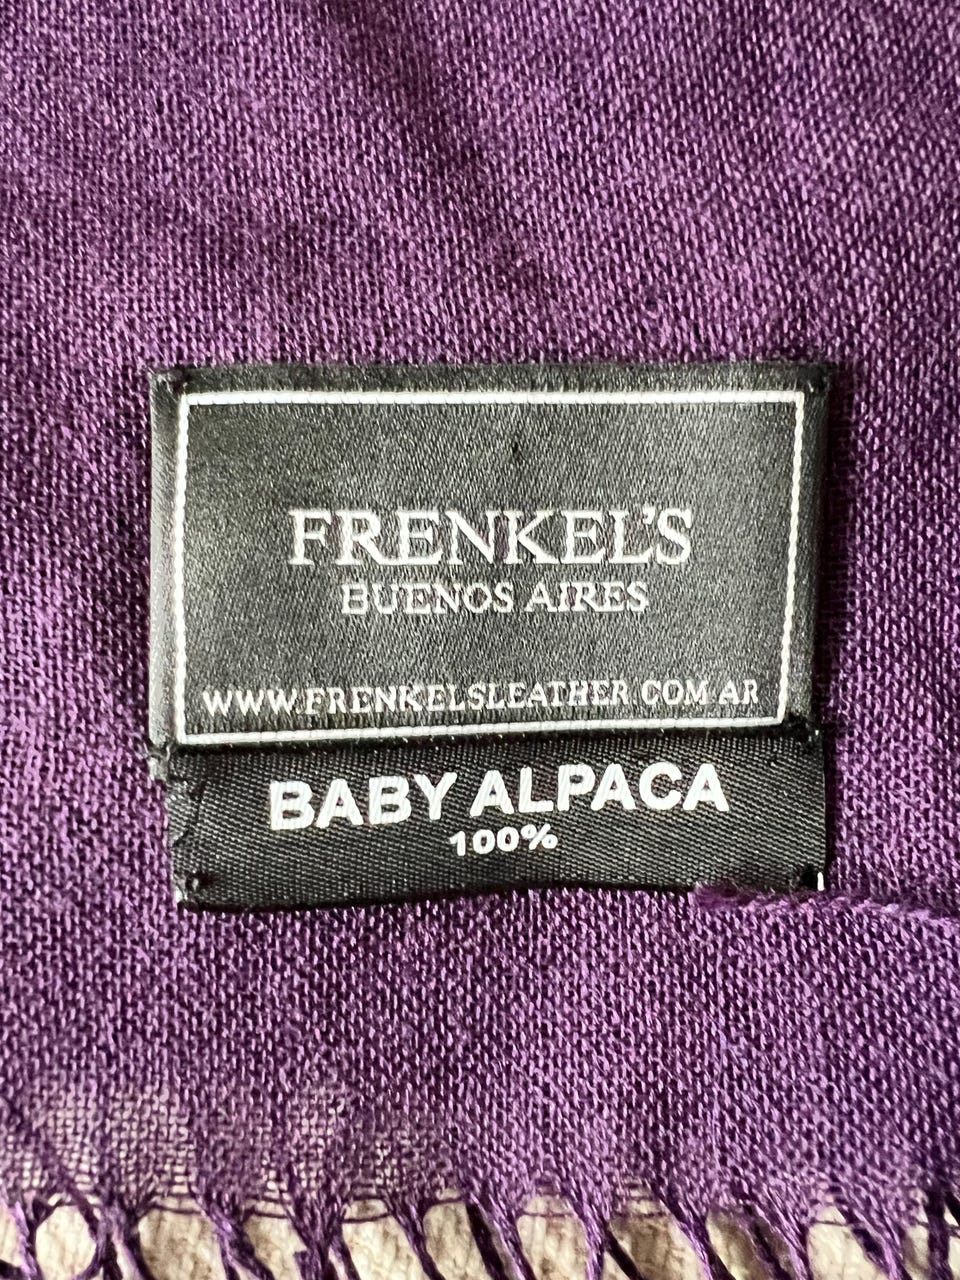 FRENKEL'S
BUENOS AIRES
WWW.FRENKELSLEATHER.COM.AR
BABY ALPACA
100%